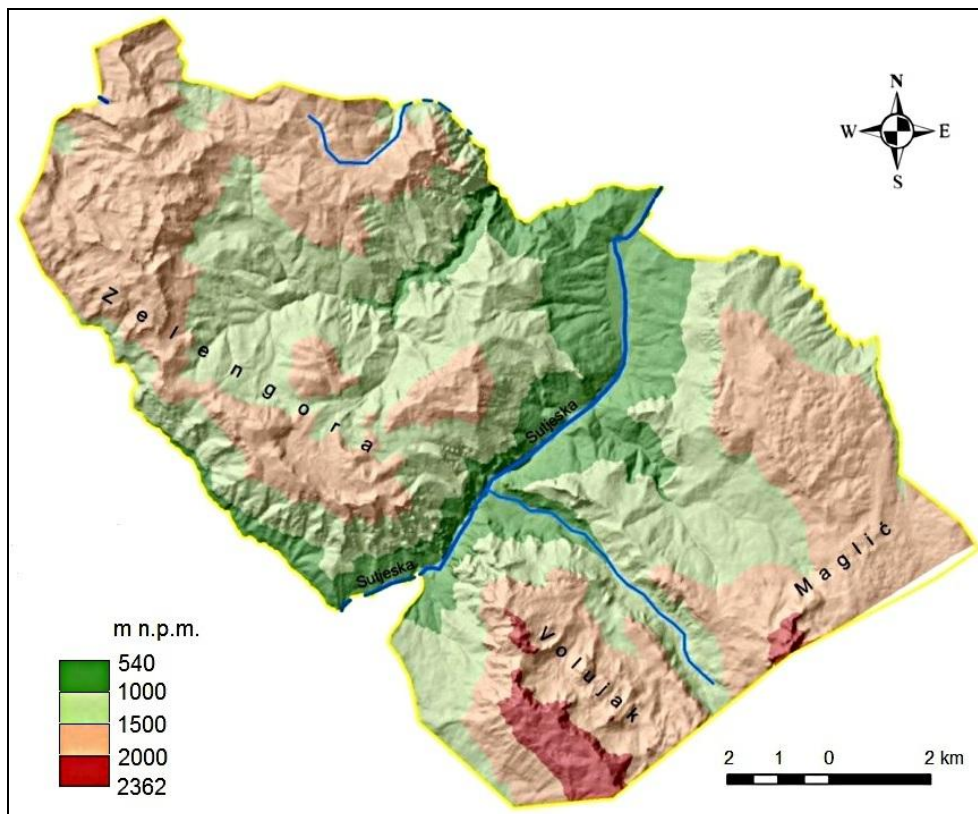 N
W E
S
Zelengora
Sutjeska
Sutjeska
Maglić
Volujak
m n.p.m.
540
1000
1500
2000
2362
2 1 0 2 km